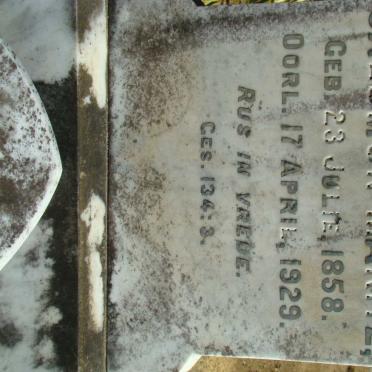 GEB. 23 JULIE 1858.
OORL. 17 APRIL 1929.
RUS IN VREDE.
GES. 134:3.